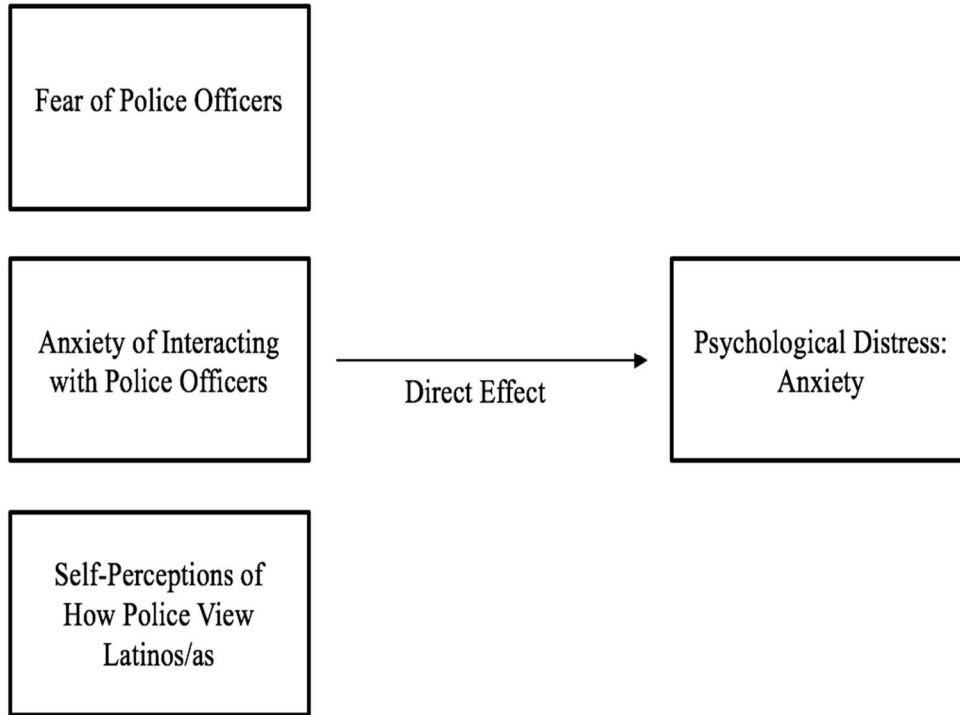 Fear of Police Officers
Anxiety of Interacting
with Police Officers
Direct Effect
Psychological Distress:
Anxiety
Self-Perceptions of
How Police View
Latinos/as